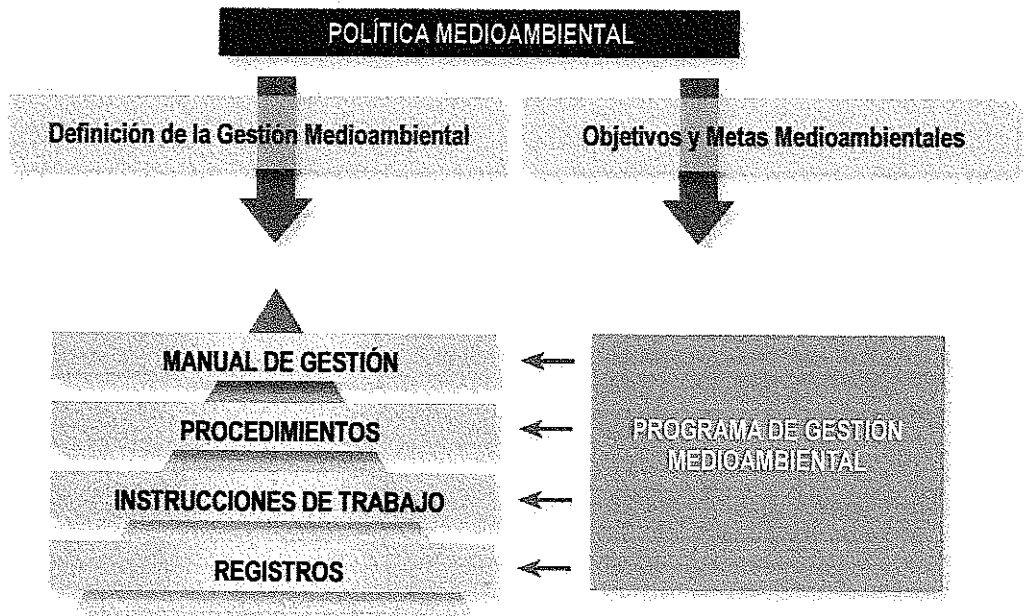 POLÍTICA MEDIOAMBIENTAL
Definición de la Gestión Medioambiental
Objetivos y Metas Medioambientales
MANUAL DE GESTIÓN
PROCEDIMIENTOS
INSTRUCCIONES DE TRABAJO
REGISTROS
PROGRAMA DE GESTIÓN
MEDIOAMBIENTAL